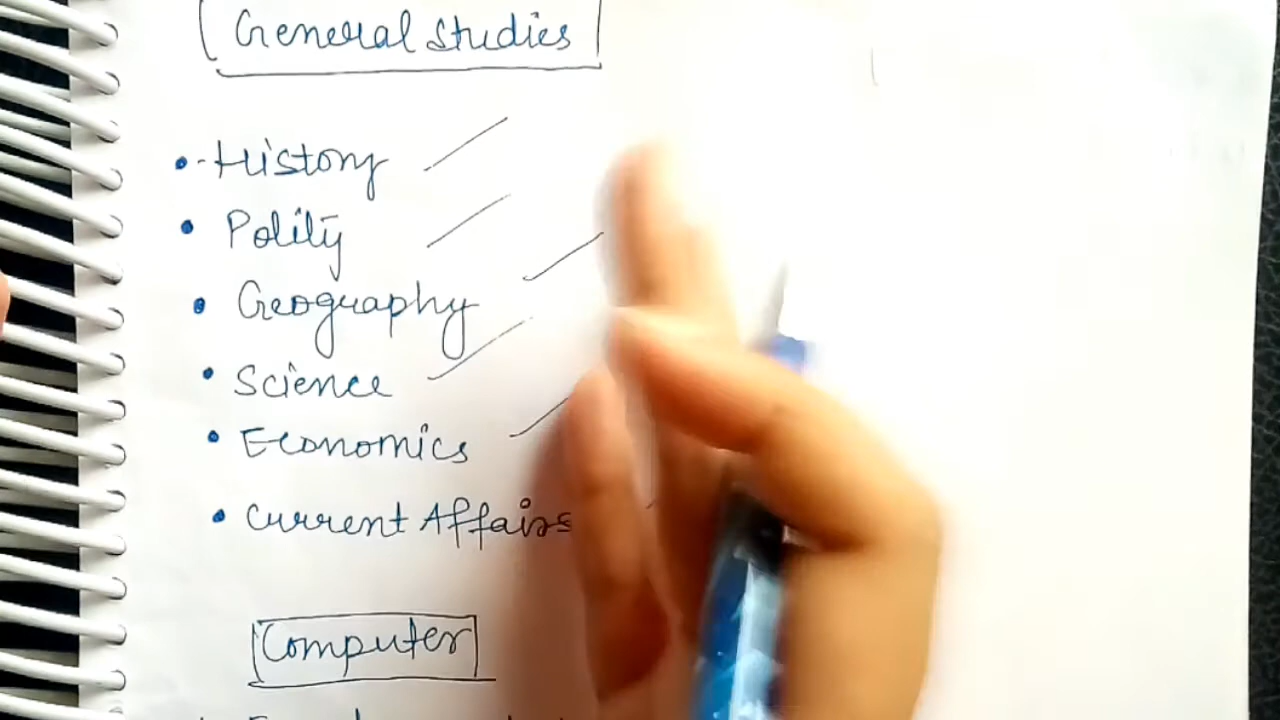 General Studies
History
Polity
Geography
Science
Economics
Current Affairs
Computer